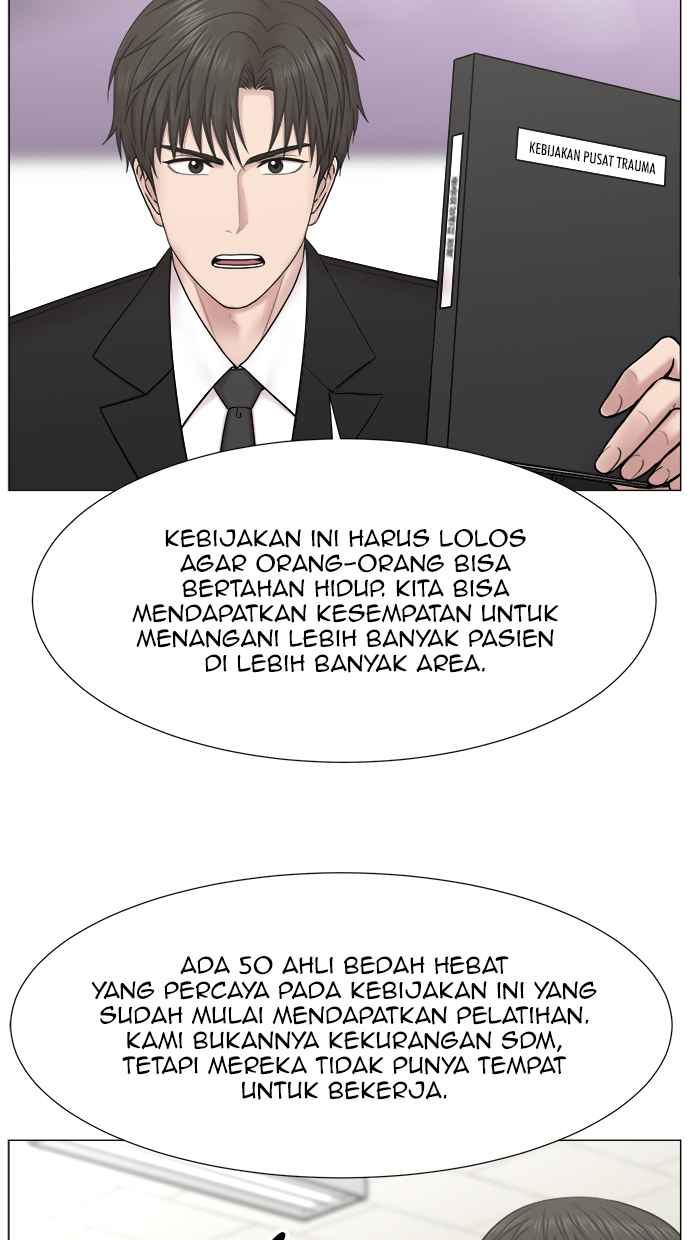 KEBIJAKAN PUSAT TRAUMA
KEBIJAKAN INI HARUS LOLOS
AGAR ORANG-ORANG BISA
BERTAHAN HIDUP. KITA BISA
MENDAPATKAN KESEMPATAN UNTUK
MENANGANI LEBIH BANYAK PASIEN
DI LEBIH BANYAK AREA.
ADA 50 AHLI BEDAH HEBAT
YANG PERCAYA PADA KEBIJAKAN INI YANG
SUDAH MULAI MENDAPATKAN PELATIHAN.
KAMI BUKANNYA KEKURANGAN SDM,
TETAPI MEREKA TIDAK PUNYA TEMPAT
UNTUK BEKERJA.